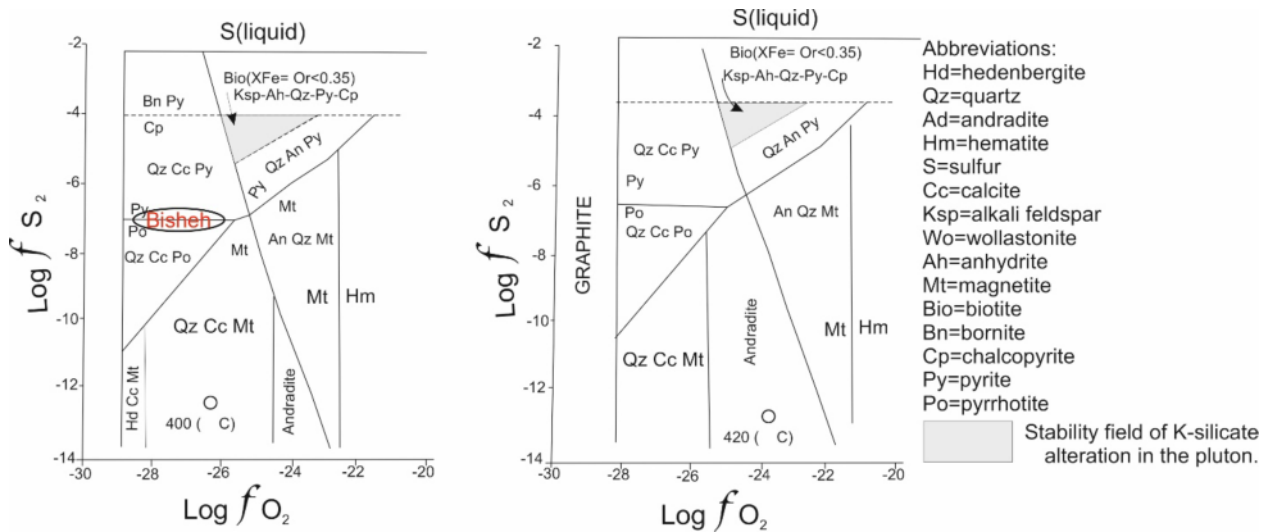 S(liquid)
-2
-4
-6
-8
-10
-12
-14
Log f S2
Bio(XFe= Or<0.35)
Ksp-Ah-Qz-Py-Cp
Bn Py
Cp
Qz Cc Py
Qz An Py
Py
Py
Bisheh
Po
Mt
Qz Cc Po
Mt
An Qz Mt
Mt
Hm
Qz Cc Mt
Hd Cc Mt
Andradite
400 ( C)
-30
-28
-26
-24
-22
-20
Log f O2
S(liquid)
-2
-4
-6
-8
-10
-12
-14
Log f S2
GRAPHITE
Bio(XFe= Or<0.35)
Ksp-Ah-Qz-Py-Cp
Qz Cc Py
Qz An Py
Py
Po
Qz Cc Po
An Qz Mt
Mt
Hm
Qz Cc Mt
Andradite
420 ( C)
-30
-28
-26
-24
-22
-20
Log f O2
Abbreviations:
Hd=hedenbergite
Qz=quartz
Ad=andradite
Hm=hematite
S=sulfur
Cc=calcite
Ksp=alkali feldspar
Wo=wollastonite
Ah=anhydrite
Mt=magnetite
Bio=biotite
Bn=bornite
Cp=chalcopyrite
Py=pyrite
Po=pyrrhotite
Stability field of K-silicate
alteration in the pluton.